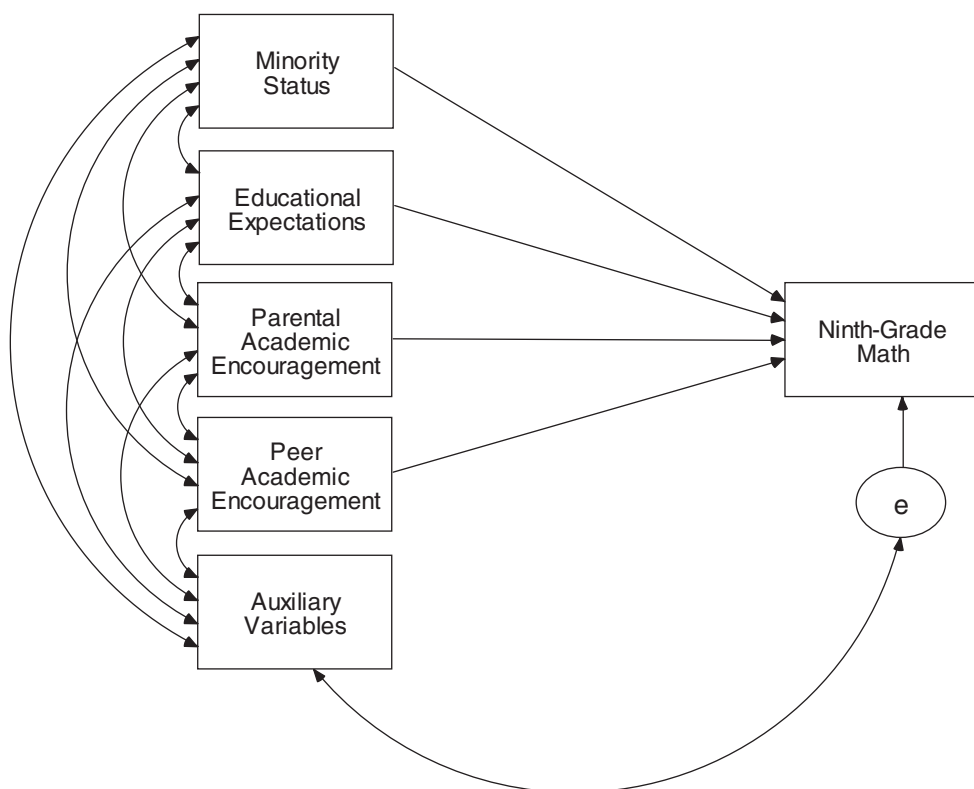 Minority
Status
Educational
Expectations
Parental
Academic
Encouragement
Ninth-Grade
Math
Peer
Academic
Encouragement
e
Auxiliary
Variables